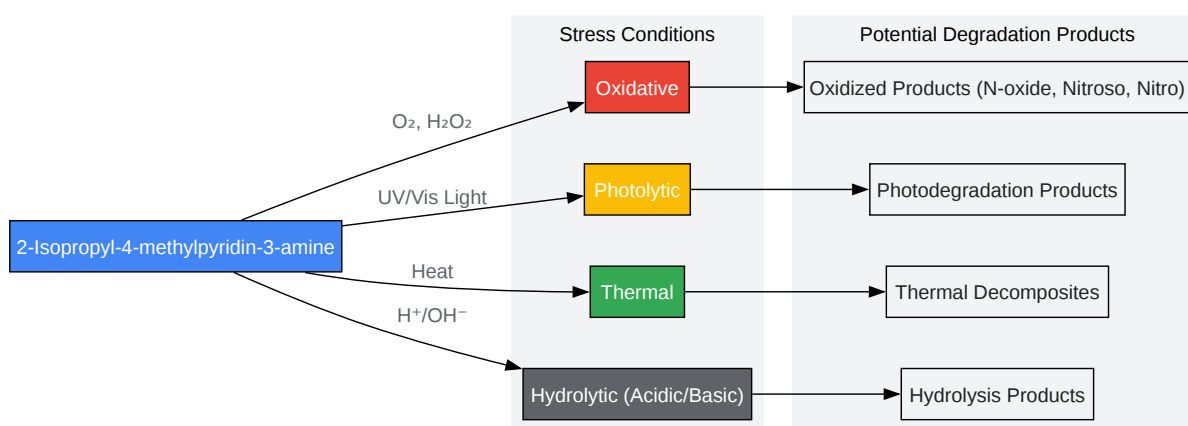 Stress Conditions
Potential Degradation Products
Oxidative
Oxidized Products (N-oxide, Nitroso, Nitro)
O₂, H₂O₂
UV/Vis Light
Photolytic
Photodegradation Products
2-Isopropyl-4-methylpyridin-3-amine
Heat
Thermal
Thermal Decomposites
H⁺/OH⁻
Hydrolytic (Acidic/Basic)
Hydrolysis Products